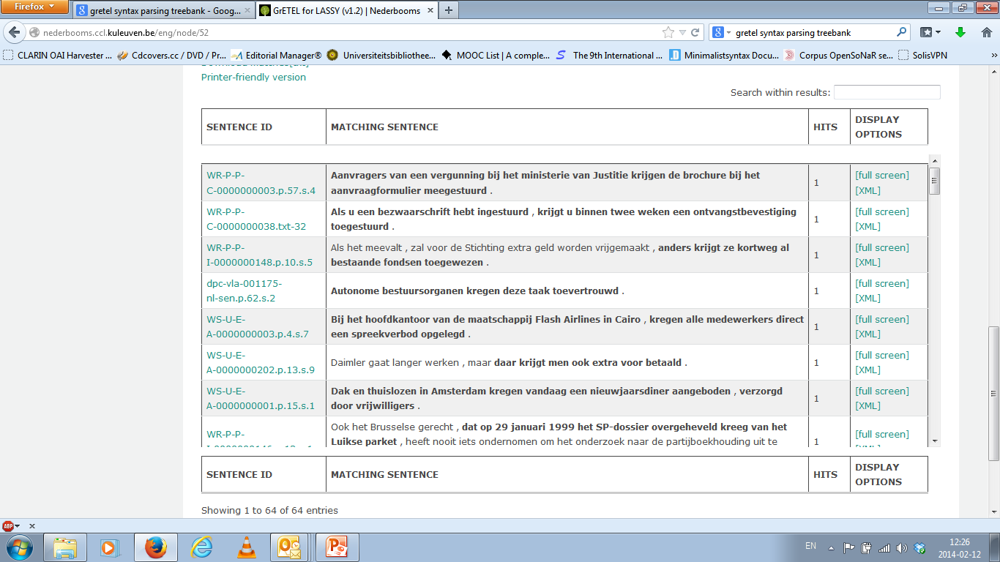 Firefox
gretel syntax parsing treebank - Goog...
GrETEL for LASSY (v1.2) | Nederbooms
nederbooms.ccl.kuleuven.be/eng/node/52
gretel syntax parsing treebank
CLARIN OAI Harvester ...
Cdcovers.cc / DVD / Pr...
Editorial Manager®
Universiteitsbibliothee...
MOOC List | A comple...
The 9th International ...
Minimalistsyntax Docu...
Corpus OpenSoNaR se...
SolisVPN
»
Printer-friendly version
Search within results:
SENTENCE ID
MATCHING SENTENCE
HITS
DISPLAY
OPTIONS
WR-P-P-
C-0000000003.p.57.s.4
Aanvragers van een vergunning bij het ministerie van Justitie krijgen de brochure bij het
aanvraagformulier meegestuurd .
1
[full screen]
[XML]
WR-P-P-
C-0000000038.txt-32
Als u een bezwaarschrift hebt ingestuurd , krijgt u binnen twee weken een ontvangstbevestiging
toegestuurd .
1
[full screen]
[XML]
WR-P-P-
I-0000000148.p.10.s.5
Als het meevalt , zal voor de Stichting extra geld worden vrijgemaakt , anders krijgt ze kortweg al
bestaande fondsen toegewezen .
1
[full screen]
[XML]
dpc-vla-001175-
nl-sen.p.62.s.2
Autonome bestuursorganen kregen deze taak toevertrouwd .
1
[full screen]
[XML]
WS-U-E-
A-0000000003.p.4.s.7
Bij het hoofdkantoor van de maatschappij Flash Airlines in Cairo , kregen alle medewerkers direct
een spreekverbod opgelegd .
1
[full screen]
[XML]
WS-U-E-
A-0000000202.p.13.s.9
Daimler gaat langer werken , maar daar krijgt men ook extra voor betaald .
1
[full screen]
[XML]
WS-U-E-
A-0000000001.p.15.s.1
Dak en thuislozen in Amsterdam kregen vandaag een nieuwjaarsdiner aangeboden , verzorgd
door vrijwilligers .
1
[full screen]
[XML]
WR-P-P-
Ook het Brusselse gerecht , dat op 29 januari 1999 het SP-dossier overgeheveld kreeg van het
Luikse parket , heeft nooit iets ondernomen om het onderzoek naar de partijboekhouding uit te
1
[full screen]
[XML]
SENTENCE ID
MATCHING SENTENCE
HITS
DISPLAY
OPTIONS
Showing 1 to 64 of 64 entries
ABP
EN
12:26
2014-02-12